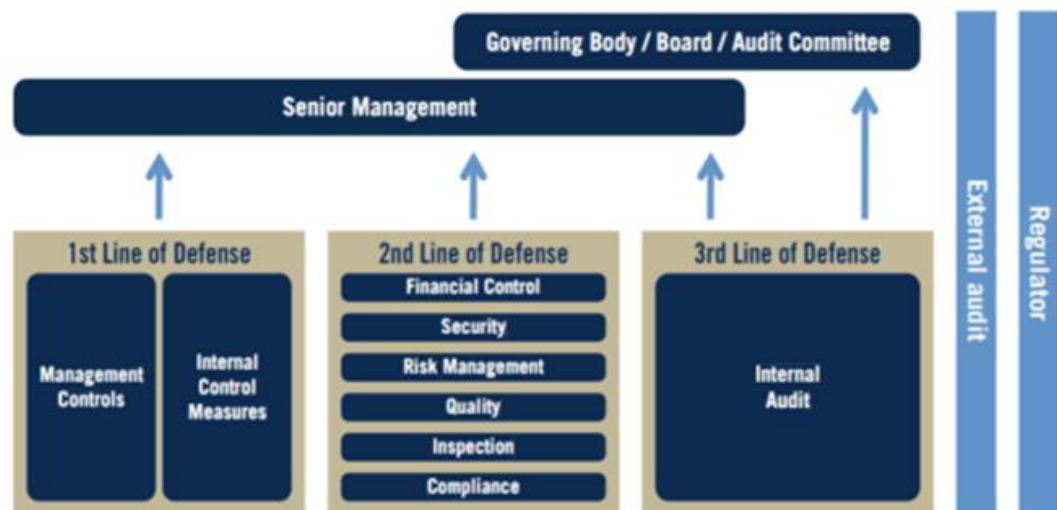 Governing Body / Board / Audit Committee
Senior Management
1st Line of Defense
Management
Controls
Internal
Control
Measures
2nd Line of Defense
Financial Control
Security
Risk Management
Quality
Inspection
Compliance
3rd Line of Defense
Internal
Audit
External audit
Regulator